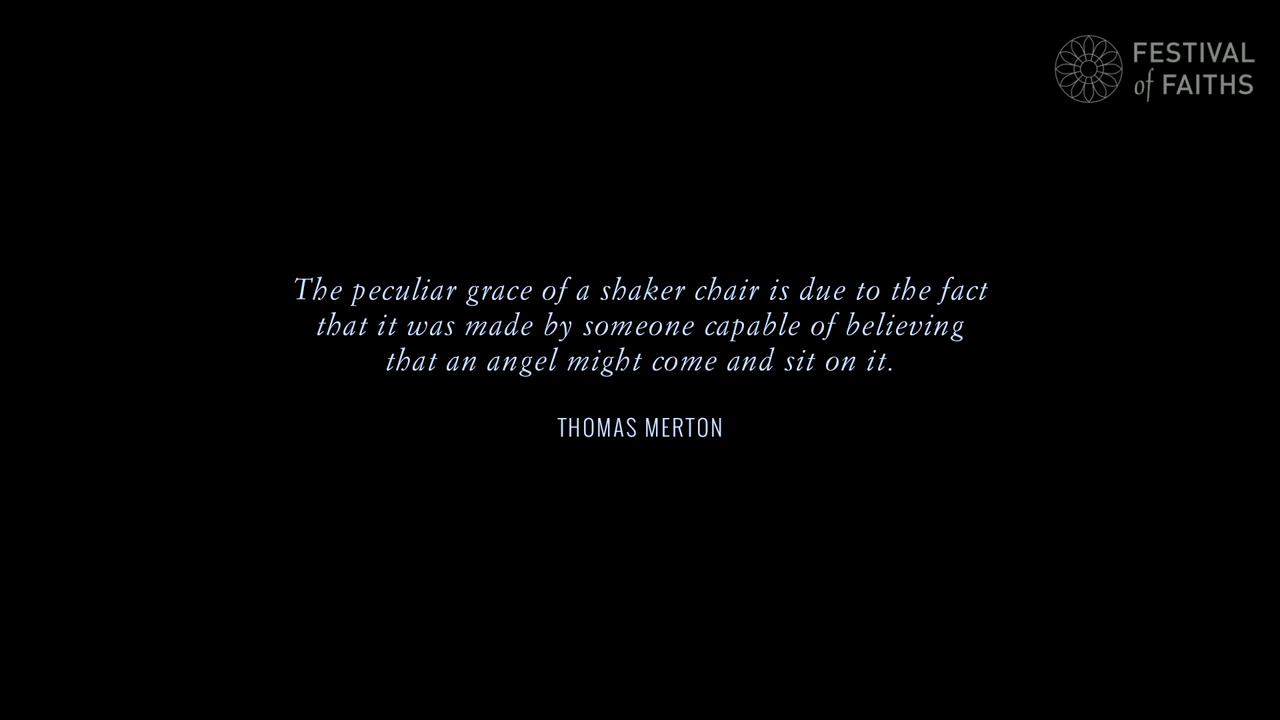 FESTIVAL
of FAITHS
The peculiar grace of a shaker chair is due to the fact
that it was made by someone capable of believing
that an angel might come and sit on it.
THOMAS MERTON